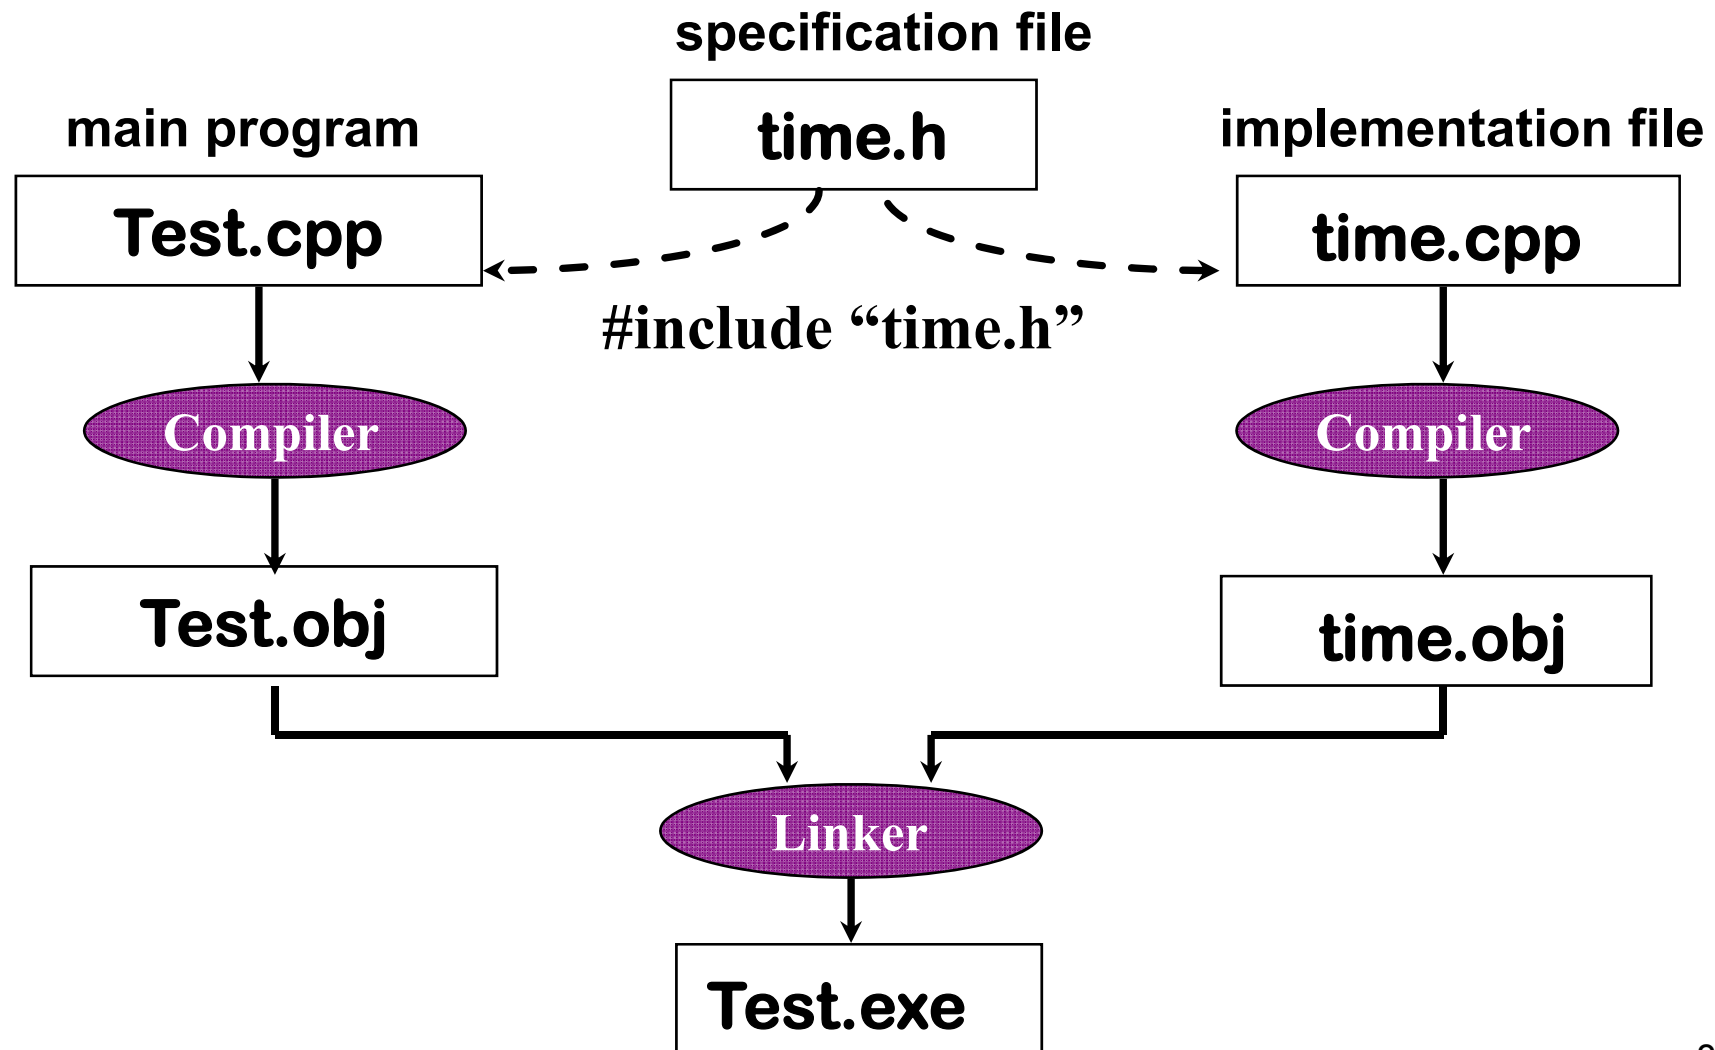 specification file
time.h
main program
implementation file
Test.cpp
time.cpp
#include “time.h”
Compiler
Compiler
Test.obj
time.obj
Linker
Test.exe